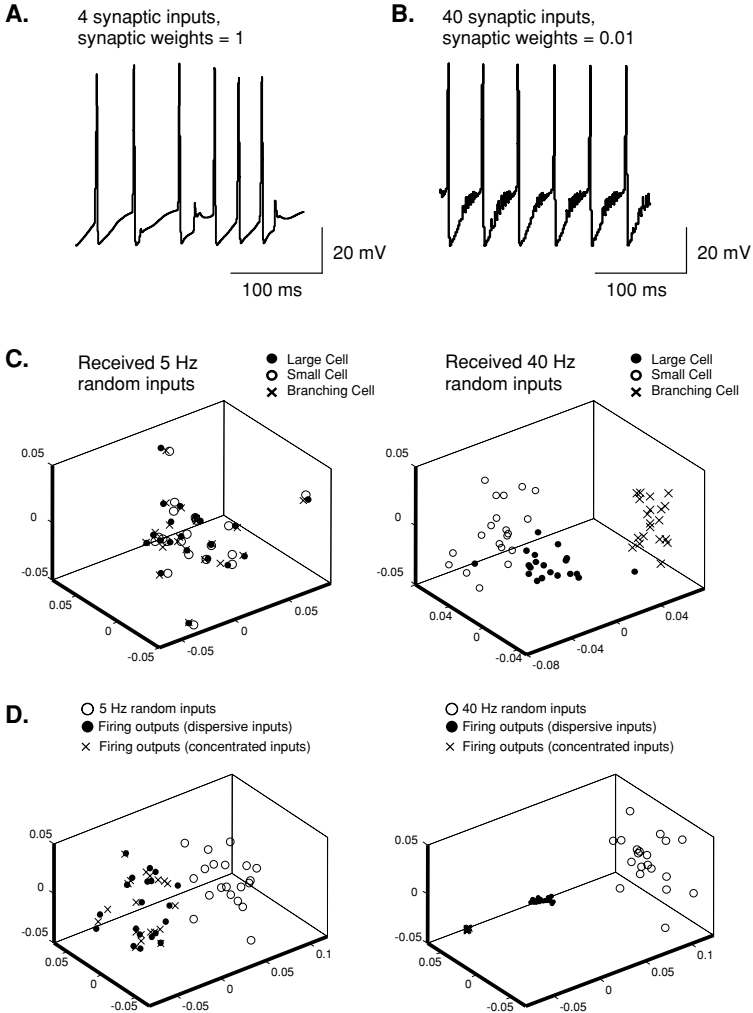 A.
4 synaptic inputs,
synaptic weights = 1
B.
40 synaptic inputs,
synaptic weights = 0.01
20 mV
100 ms
20 mV
100 ms
C.
Received 5 Hz
random inputs
Large Cell
Small Cell
Branching Cell
Received 40 Hz
random inputs
Large Cell
Small Cell
Branching Cell
0.05
0
-0.05
0.05
0
-0.05
-0.05
0
0.05
0.05
0
-0.05
0.04
0
-0.04
-0.08
-0.04
0
0.04
D.
5 Hz random inputs
Firing outputs (dispersive inputs)
Firing outputs (concentrated inputs)
40 Hz random inputs
Firing outputs (dispersive inputs)
Firing outputs (concentrated inputs)
0.05
0
-0.05
0.05
0
-0.05
-0.05
0
0.05
0.1
0.05
0
-0.05
0.05
0
-0.05
-0.05
0
0.05
0.1